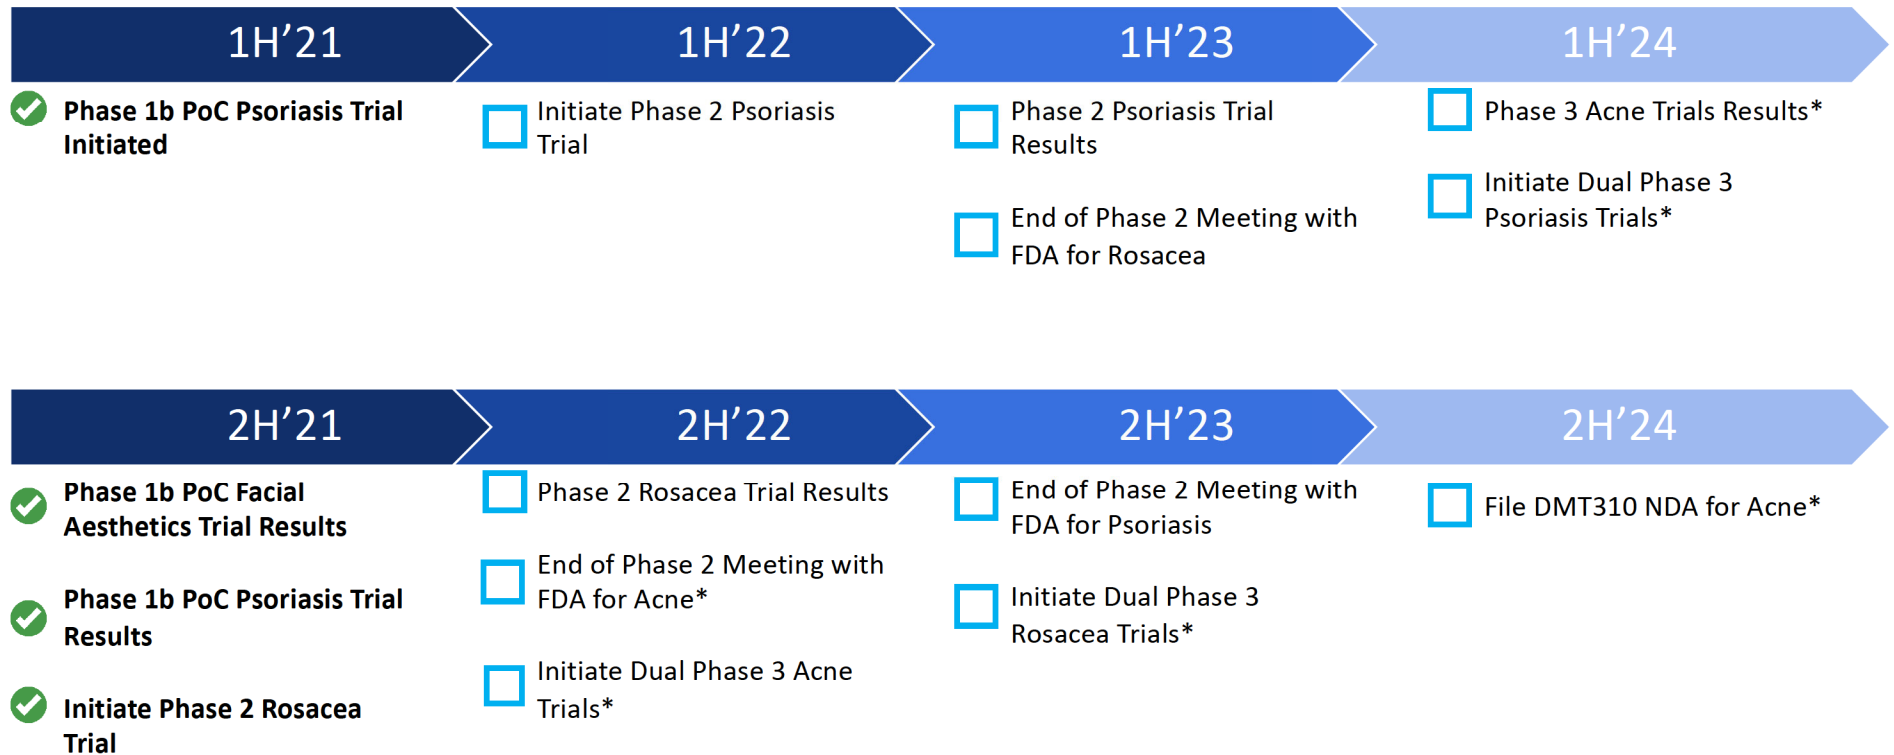 1H’21
1H’22
1H’23
1H’24
Phase 1b PoC Psoriasis Trial
Initiated
Initiate Phase 2 Psoriasis
Trial
Phase 2 Psoriasis Trial
Results
End of Phase 2 Meeting with
FDA for Rosacea
Phase 3 Acne Trials Results*
Initiate Dual Phase 3
Psoriasis Trials*
2H’21
2H’22
2H’23
2H’24
Phase 1b PoC Facial
Aesthetics Trial Results
Phase 1b PoC Psoriasis Trial
Results
Initiate Phase 2 Rosacea
Trial
Phase 2 Rosacea Trial Results
End of Phase 2 Meeting with
FDA for Acne*
Initiate Dual Phase 3 Acne
Trials*
End of Phase 2 Meeting with
FDA for Psoriasis
Initiate Dual Phase 3
Rosacea Trials*
File DMT310 NDA for Acne*